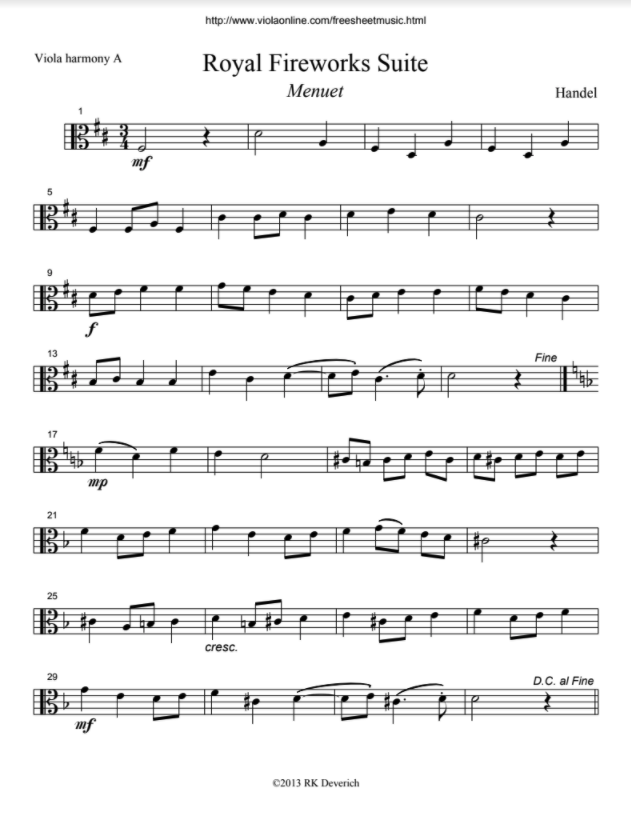 http://www.violaonline.com/freesheetmusic.html
Viola harmony A
Royal Fireworks Suite
Menuet
Handel
1
3
4
mf
5
9
f
13
Fine
17
mp
21
25
cresc.
29
D.C. al Fine
mf
©2013 RK Deverich